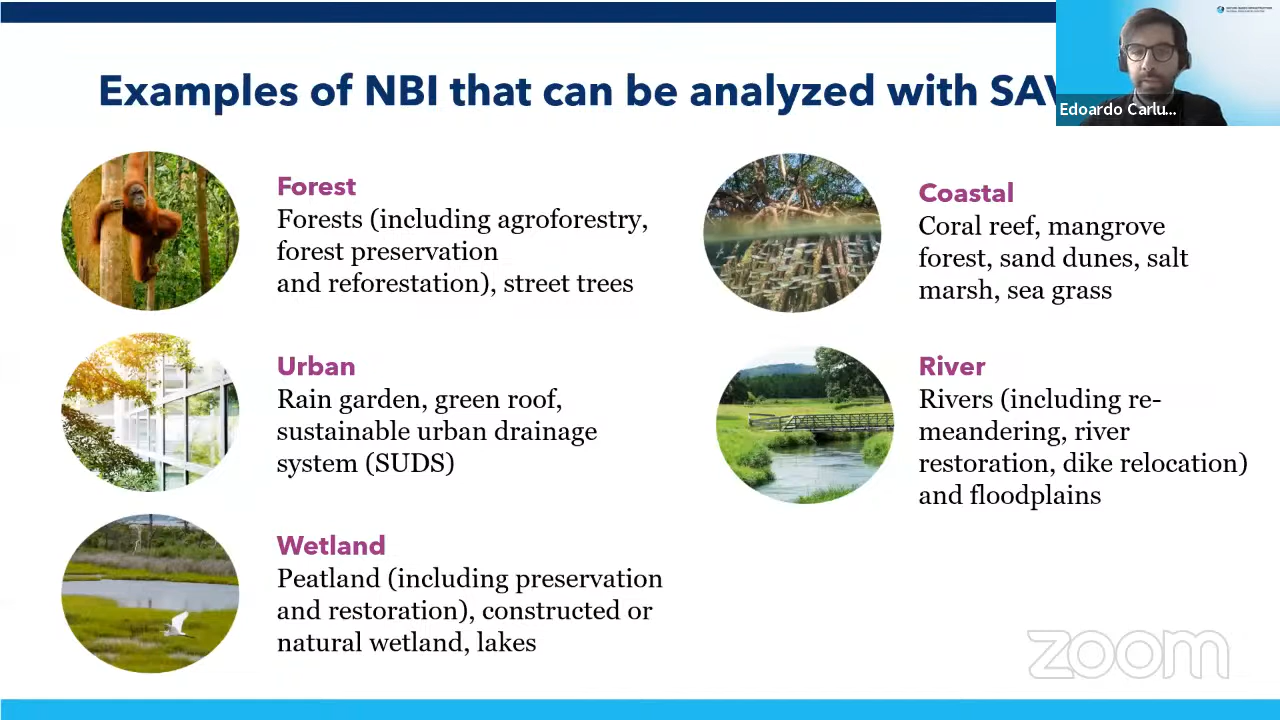 Examples of NBI that can be analyzed with SAV
Edoardo Carlu...
Forest
Forests (including agroforestry,
forest preservation
and reforestation), street trees
Urban
Rain garden, green roof,
sustainable urban drainage
system (SUDS)
Wetland
Peatland (including preservation
and restoration), constructed or
natural wetland, lakes
Coastal
Coral reef, mangrove
forest, sand dunes, salt
marsh, sea grass
River
Rivers (including re-
meandering, river
restoration, dike relocation)
and floodplains
zoom